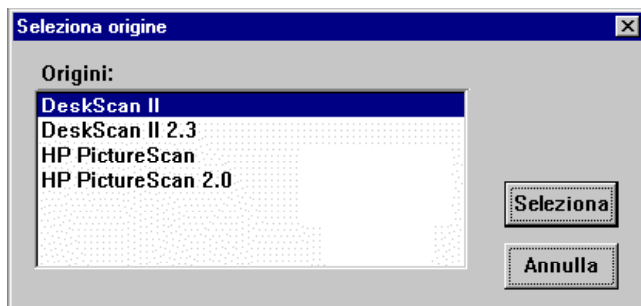 Seleziona origine
Origini:
DeskScan II
DeskScan II 2.3
HP PictureScan
HP PictureScan 2.0
Seleziona
Annulla